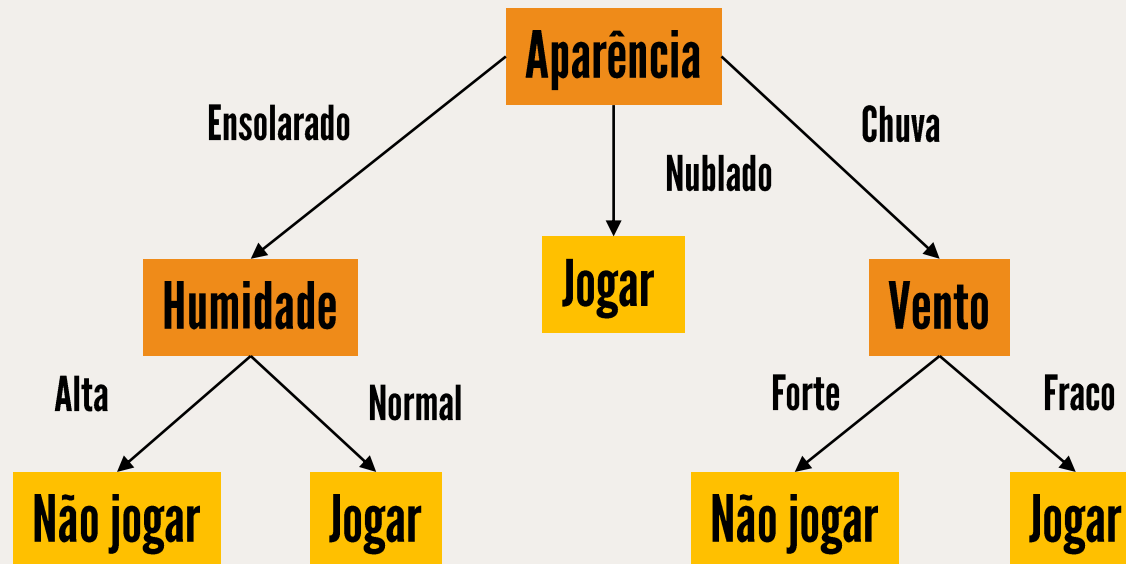 Aparência
Ensolarado
Chuva
Nublado
Humidade
Jogar
Vento
Alta
Normal
Forte
Fraco
Não jogar
Jogar
Não jogar
Jogar